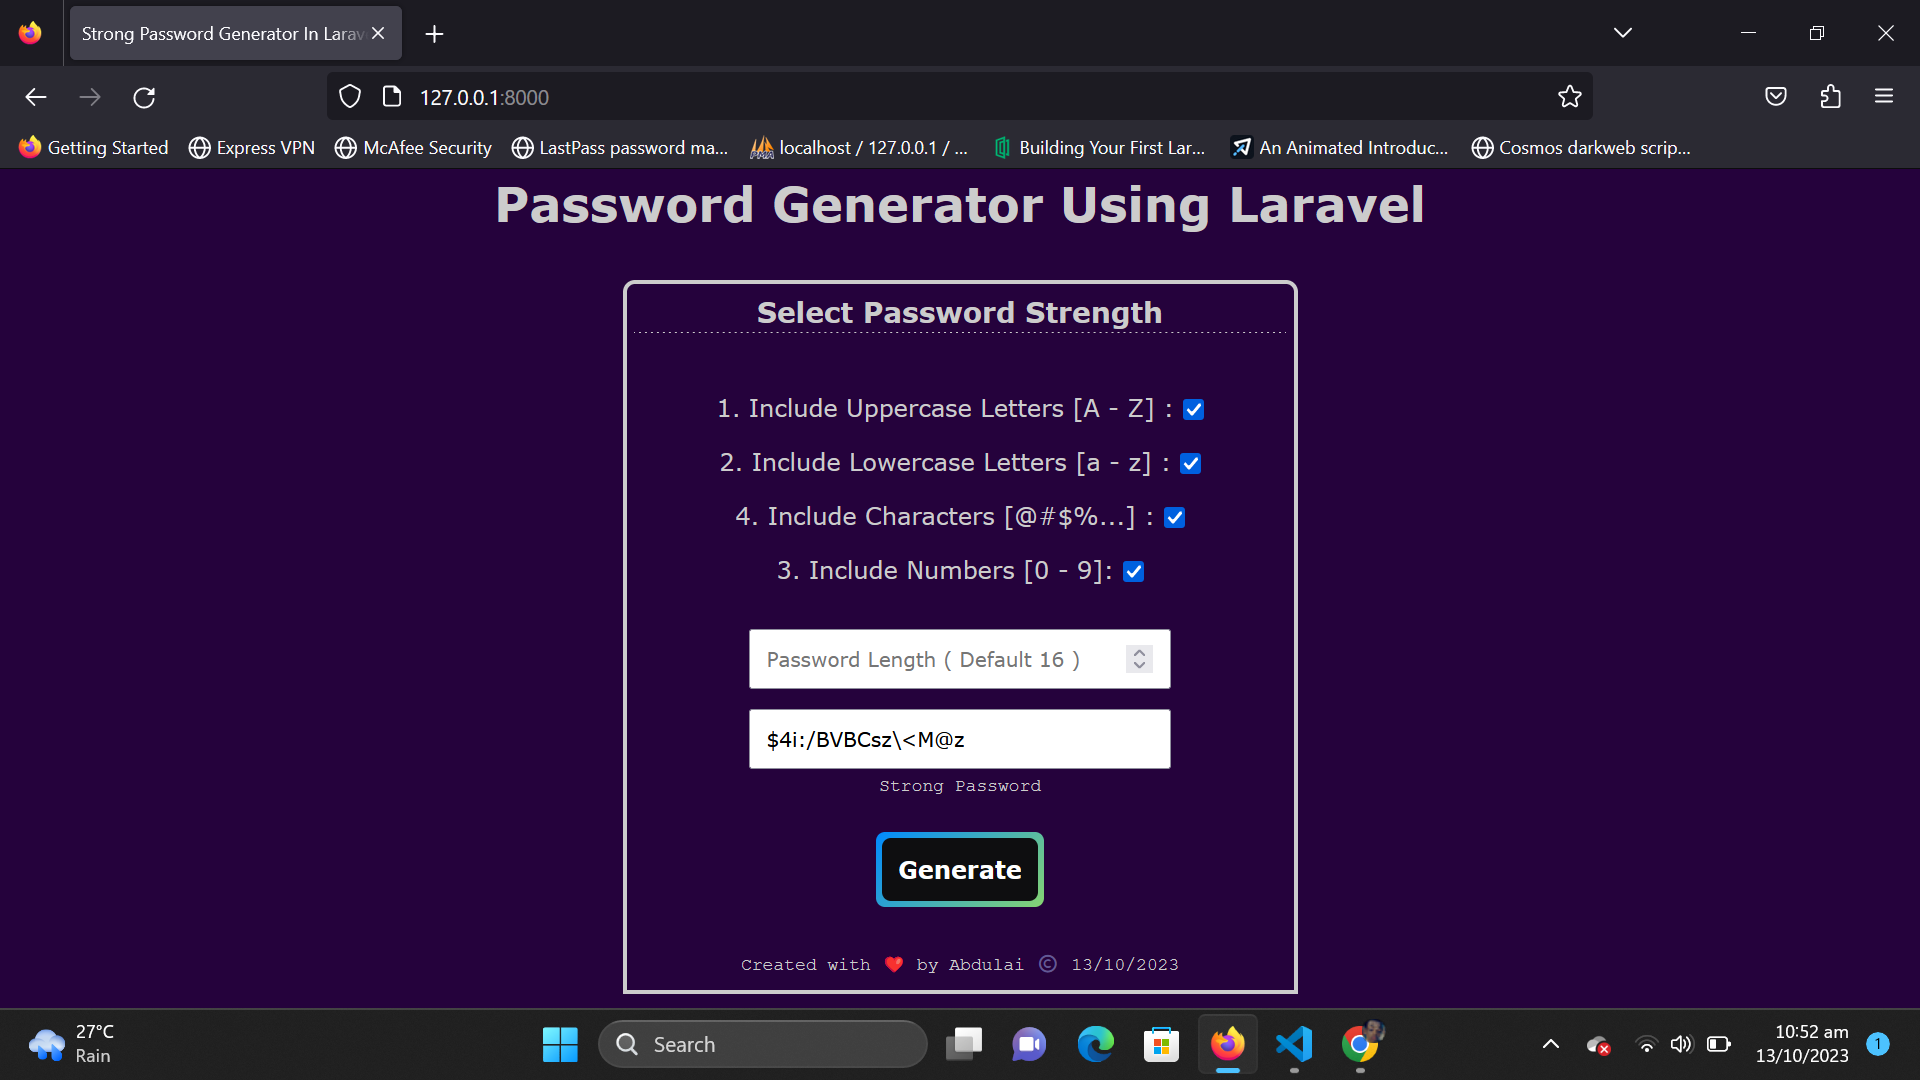 Strong Password Generator In Larav
127.0.0.1:8000
Getting Started
Express VPN
McAfee Security
LastPass password ma...
localhost / 127.0.0.1 / ...
Building Your First Lar...
An Animated Introduc...
Cosmos darkweb scrip...
Password Generator Using Laravel
Select Password Strength
1. Include Uppercase Letters [A - Z] :
2. Include Lowercase Letters [a - z] :
4. Include Characters [@#$%...] :
3. Include Numbers [0 - 9]:
Password Length ( Default 16 )
$4i:/BVBCsz\<M@z
Strong Password
Generate
Created with ❤️ by Abdulai © 13/10/2023
27°C
Rain
Search
10:52 am
13/10/2023
1